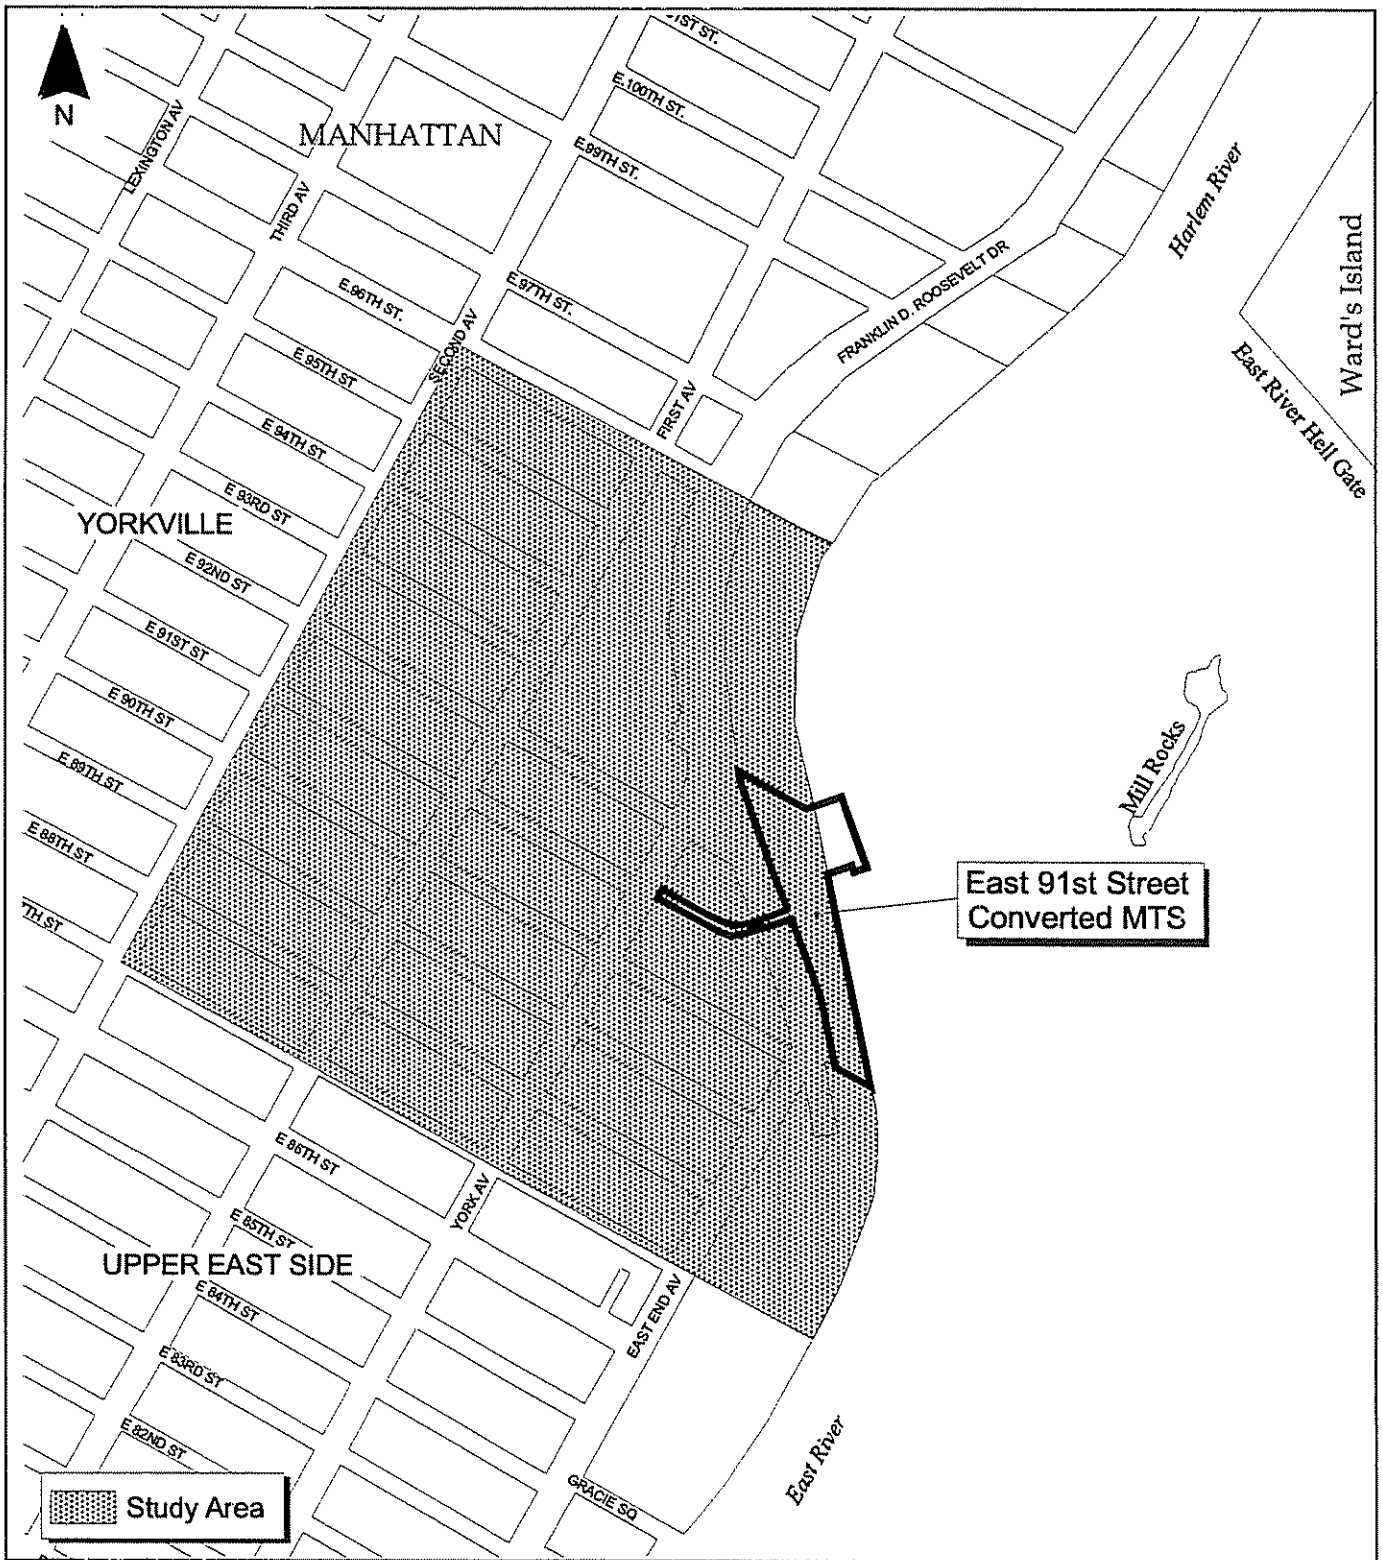 N
MANHATTAN
LEXINGTON AV
THIRD AV
SECOND AV
FIRST AV
E.100TH ST.
E.99TH ST.
E.97TH ST.
E.96TH ST.
E 95TH ST
E 94TH ST
E 93RD ST
E 92ND ST
E 91ST ST
E 90TH ST
E 89TH ST
E 88TH ST
YORKVILLE
FRANKLIN D. ROOSEVELT DR
Harlem River
Ward's Island
East River Hell Gate
Mill Rocks
East 91st Street
Converted MTS
E 86TH ST
YORK AV
E 85TH ST
UPPER EAST SIDE
E 84TH ST
EAST END AV
E 83RD ST
E 82ND ST
GRACIE SQ
East River
Study Area